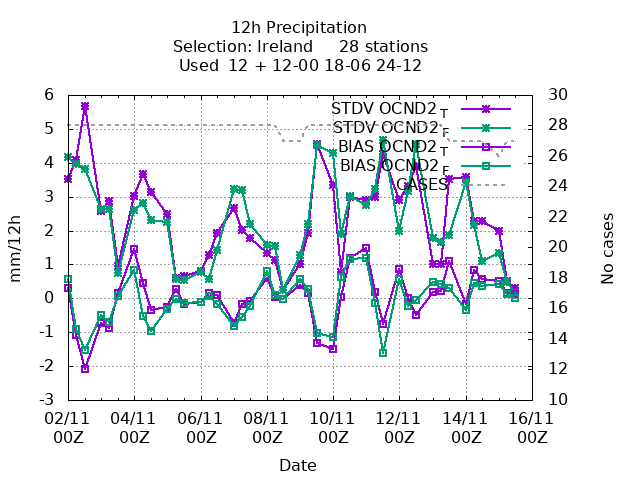 12h Precipitation
Selection: Ireland 28 stations
Used 12 + 12-00 18-06 24-12
STDV OCND2_T
STDV OCND2_F
BIAS OCND2_T
BIAS OCND2_F
CASES
6
5
4
3
2
1
0
-1
-2
-3
mm/12h
30
28
26
24
22
20
18
16
14
12
10
No cases
02/11 04/11 06/11 08/11 10/11 12/11 14/11 16/11
00Z 00Z 00Z 00Z 00Z 00Z 00Z 00Z
Date